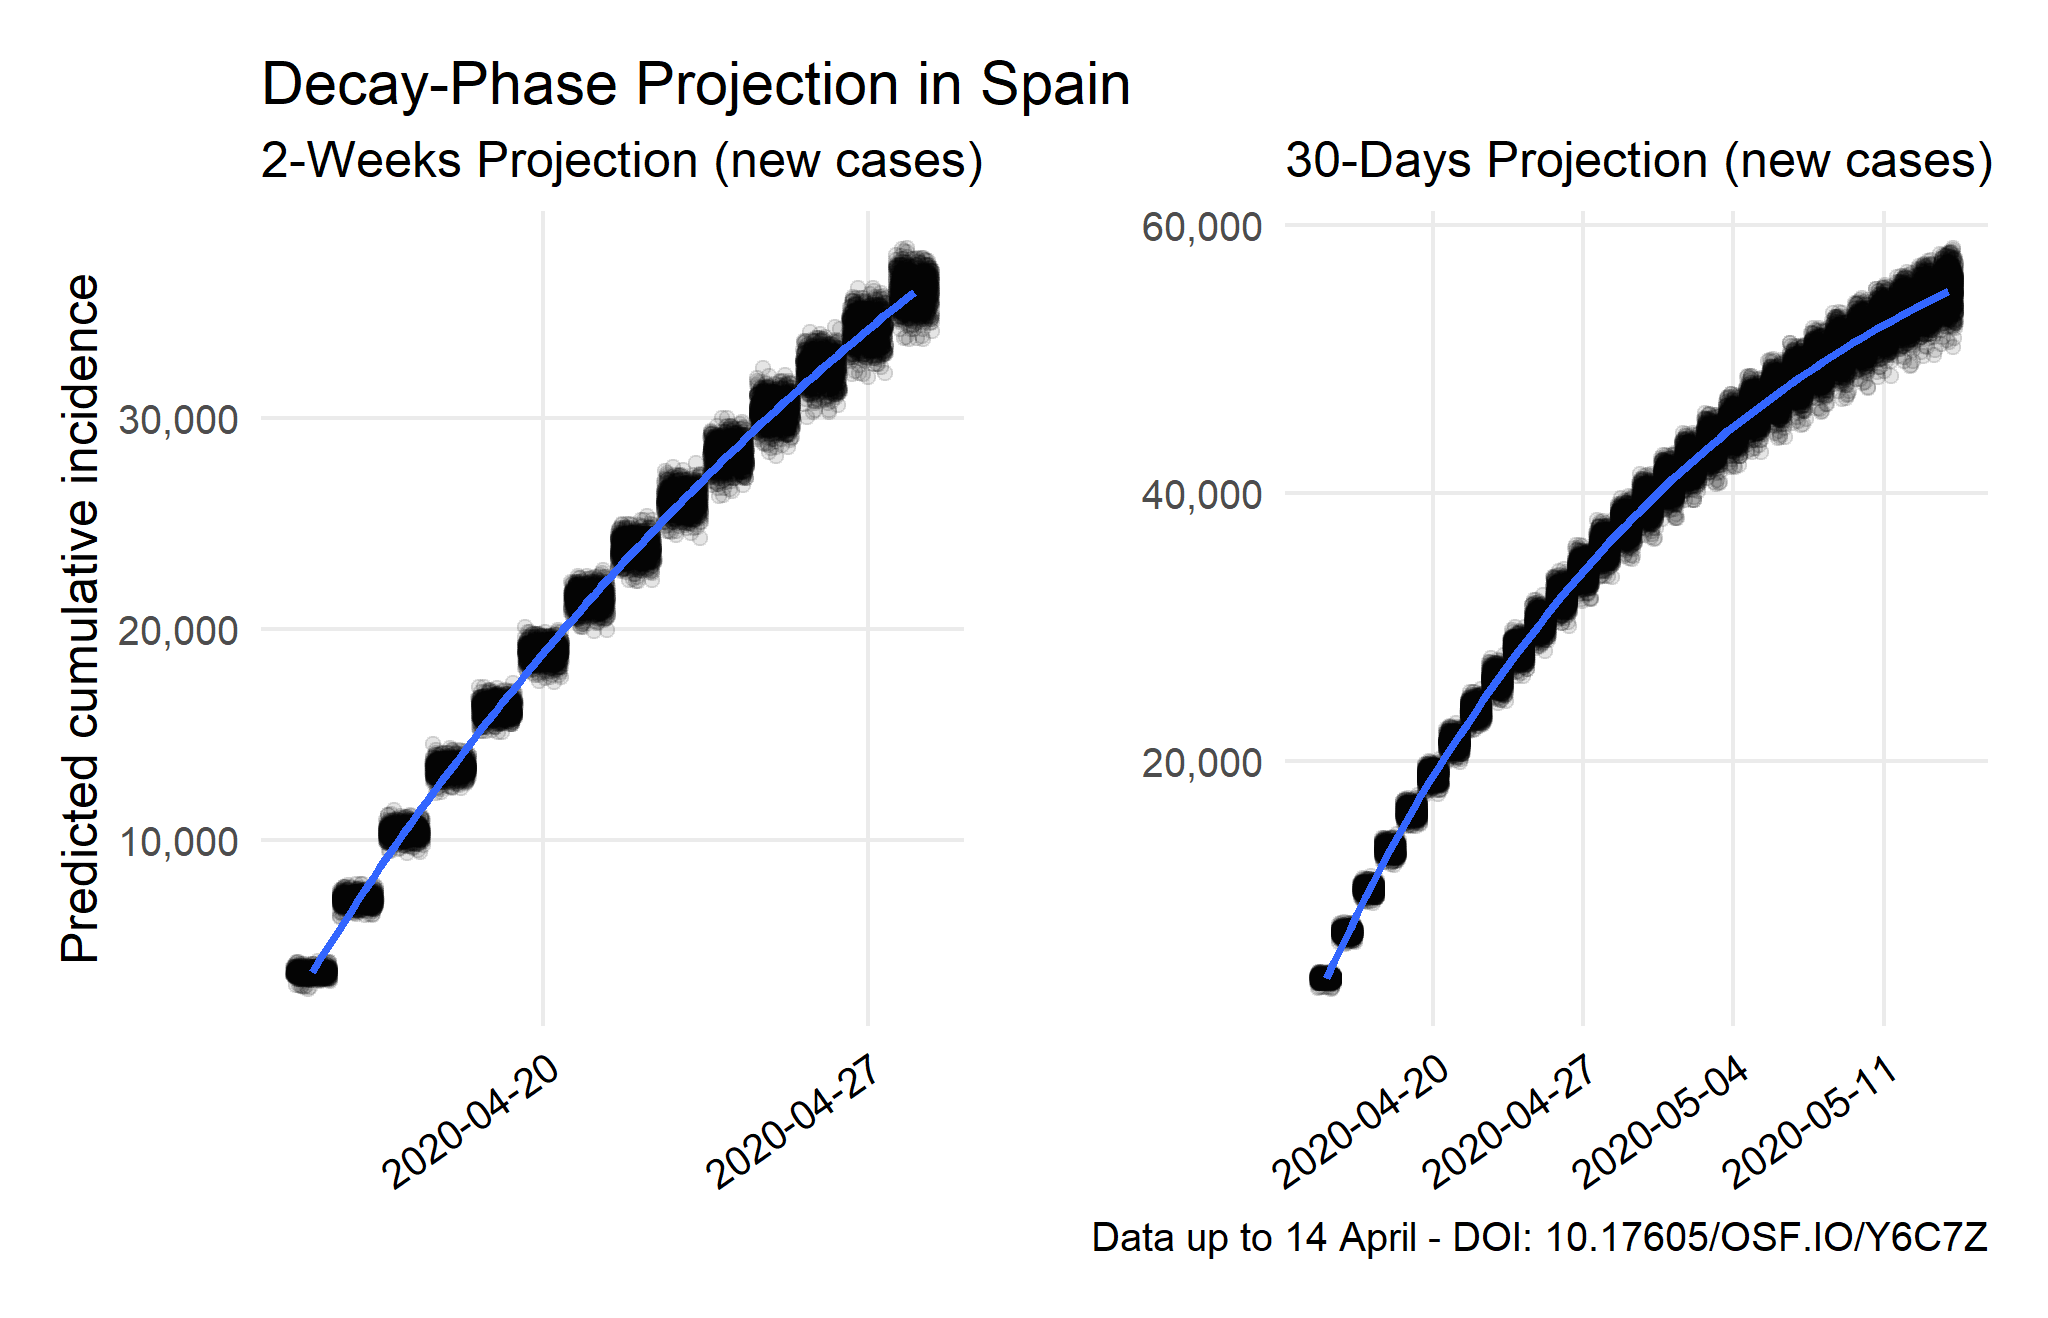 Decay-Phase Projection in Spain
2-Weeks Projection (new cases)
30-Days Projection (new cases)
Predicted cumulative incidence
30,000
20,000
10,000
2020-04-20
2020-04-27
60,000
40,000
20,000
2020-04-20
2020-04-27
2020-05-04
2020-05-11
Data up to 14 April - DOI: 10.17605/OSF.IO/Y6C7Z